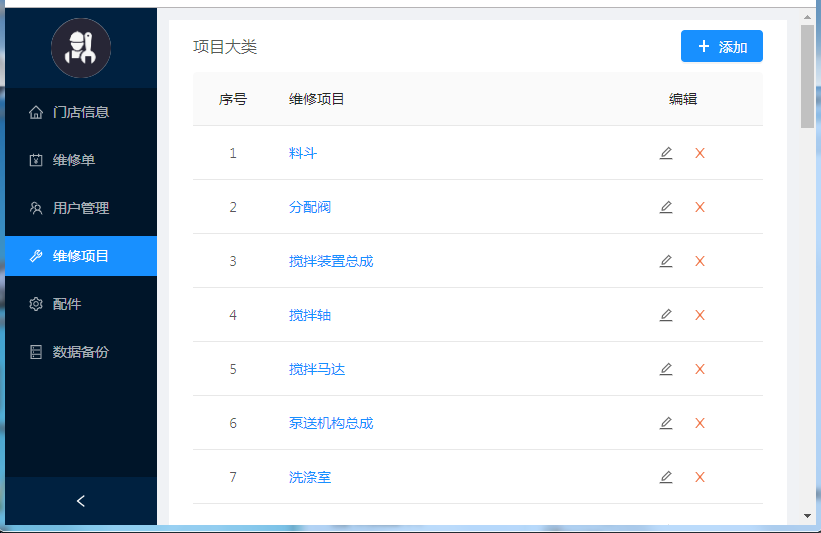 门店信息
维修单
用户管理
维修项目
配件
数据备份
项目大类
添加
序号 维修项目 编辑
1 料斗
2 分配阀
3 搅拌装置总成
4 搅拌轴
5 搅拌马达
6 泵送机构总成
7 洗涤室